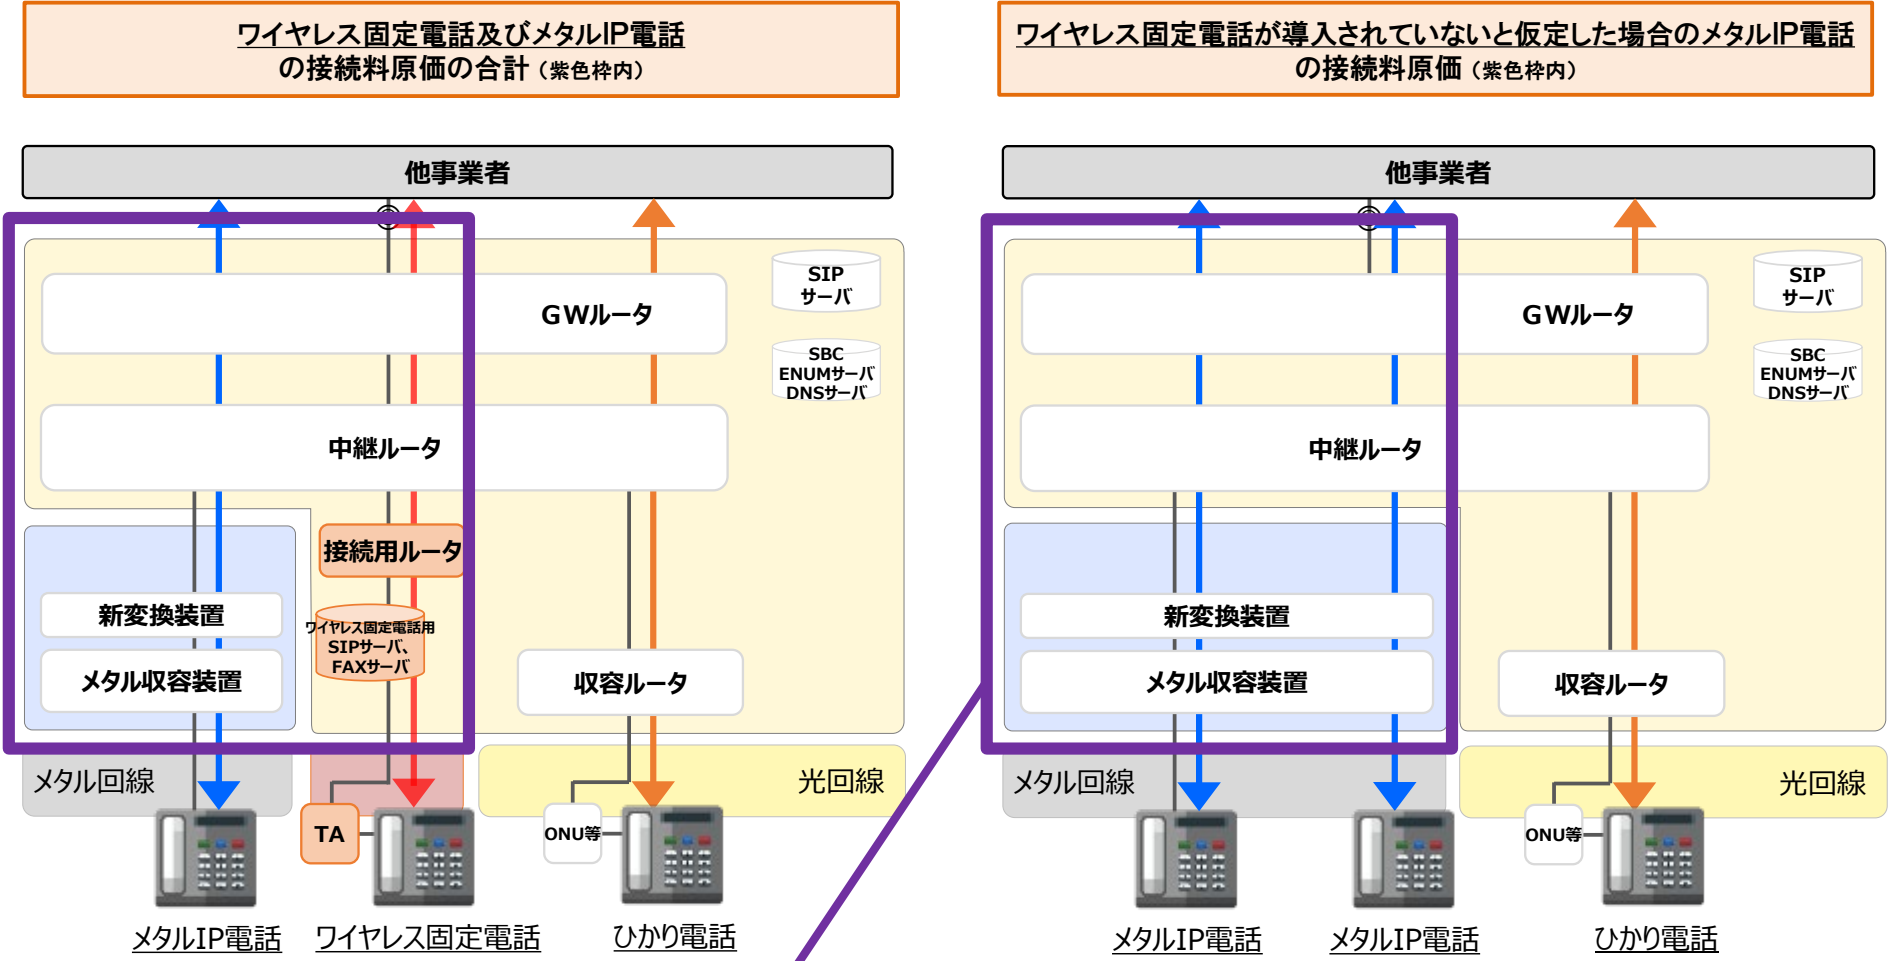 ワイヤレス固定電話及びメタルIP電話
の接続料原価の合計（紫色枠内）
他事業者
GWルータ
SIP
サーバ
SBC
ENUMサーバ
DNSサーバ
中継ルータ
接続用ルータ
新変換装置
ワイヤレス固定電話用
SIPサーバ、
FAXサーバ
メタル収容装置
収容ルータ
メタル回線
光回線
TA
ONU等
メタルIP電話
ワイヤレス固定電話
ひかり電話
ワイヤレス固定電話が導入されていないと仮定した場合のメタルIP電話
の接続料原価（紫色枠内）
他事業者
GWルータ
SIP
サーバ
SBC
ENUMサーバ
DNSサーバ
中継ルータ
新変換装置
メタル収容装置
収容ルータ
メタル回線
光回線
ONU等
メタルIP電話
メタルIP電話
ひかり電話